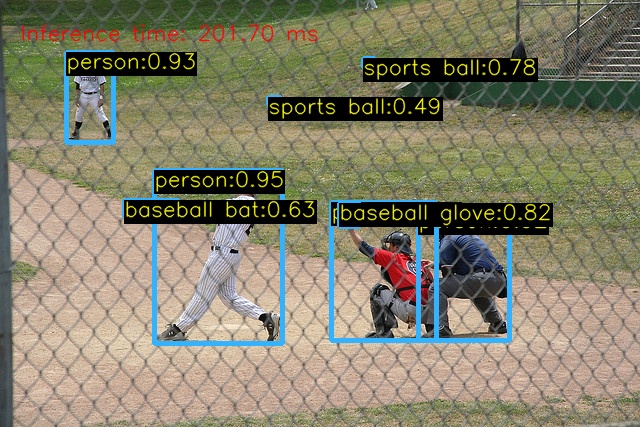 Inference time: 201.70 ms
person:0.93
sports ball:0.78
sports ball:0.49
person:0.95
baseball bat:0.63
baseball glove:0.82